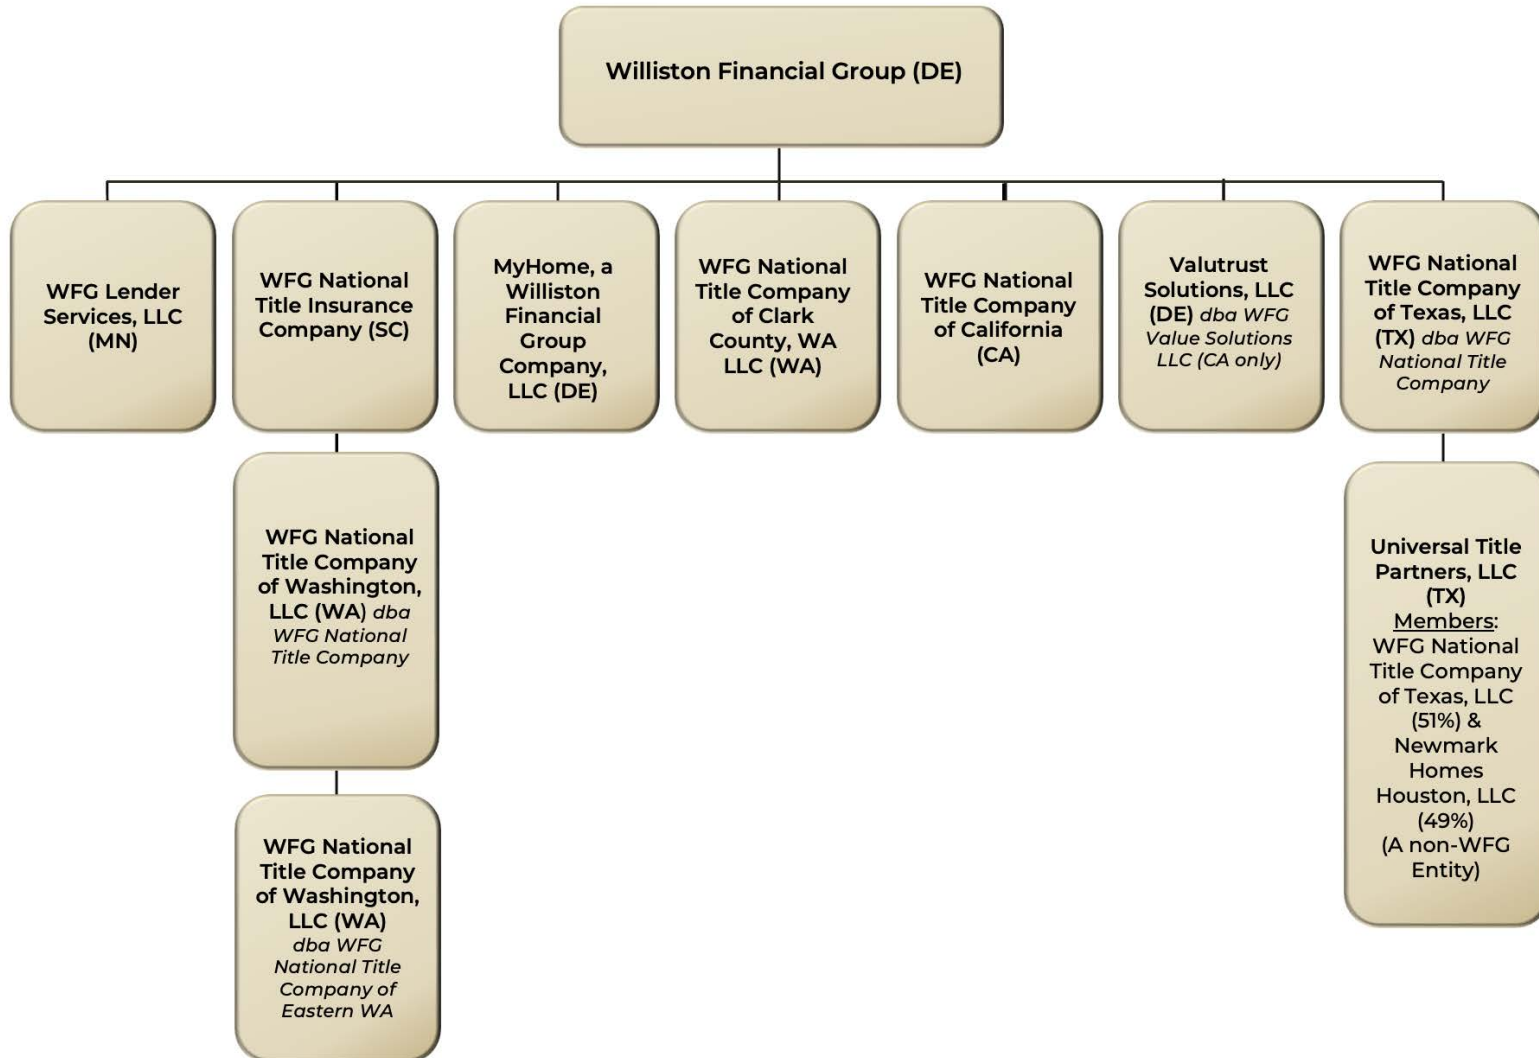 Williston Financial Group (DE)
WFG Lender
Services, LLC
(MN)
WFG National
Title Insurance
Company (SC)
MyHome, a
Williston
Financial
Group
Company,
LLC (DE)
WFG National
Title Company
of Clark
County, WA
LLC (WA)
WFG National
Title Company
of California
(CA)
Valutrust
Solutions, LLC
(DE) dba WFG
Value Solutions
LLC (CA only)
WFG National
Title Company
of Texas, LLC
(TX) dba WFG
National Title
Company
WFG National
Title Company
of Washington,
LLC (WA) dba
WFG National
Title Company
Universal Title
Partners, LLC
(TX)
Members:
WFG National
Title Company
of Texas, LLC
(51%) &
Newmark
Homes
Houston, LLC
(49%)
(A non-WFG
Entity)
WFG National
Title Company
of Washington,
LLC (WA)
dba WFG
National Title
Company of
Eastern WA